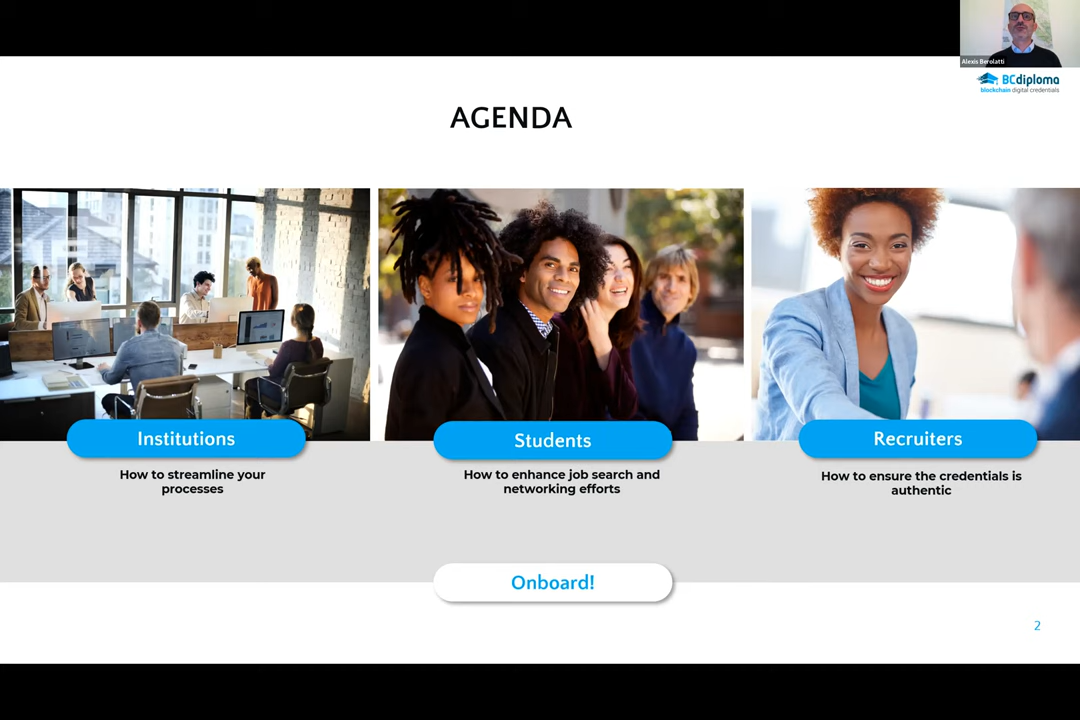 Alexis Berolatti
BCdiploma
blockchain digital credentials
AGENDA
Institutions
How to streamline your
processes
Students
How to enhance job search and
networking efforts
Recruiters
How to ensure the credentials is
authentic
Onboard!
2